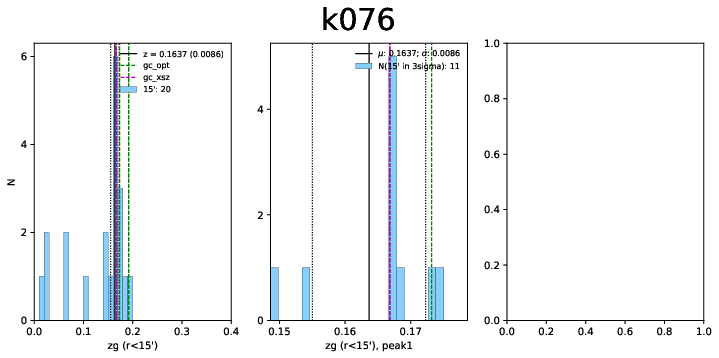 k076
z = 0.1637 (0.0086)
gc_opt
gc_xsz
15': 20
N
6
4
2
0
0.0 0.1 0.2 0.3 0.4
zg (r<15')
μ: 0.1637; σ: 0.0086
N(15' in 3sigma): 11
4
2
0
0.15 0.16 0.17
zg (r<15'), peak1
1.0
0.8
0.6
0.4
0.2
0.0
0.0 0.2 0.4 0.6 0.8 1.0